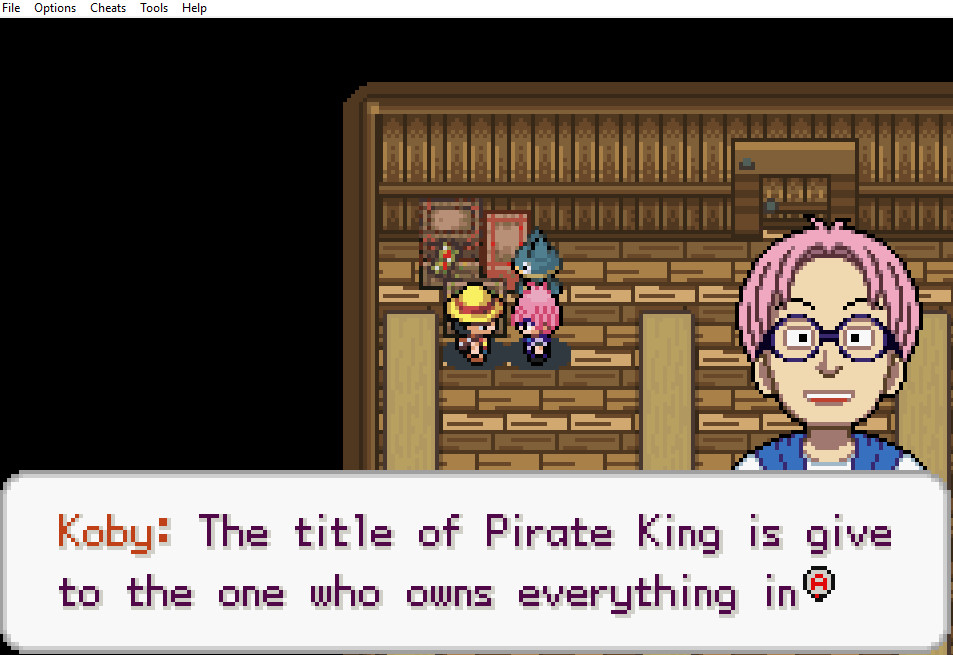 File Options Cheats Tools Help
Koby: The title of Pirate King is give
to the one who owns everything in
A